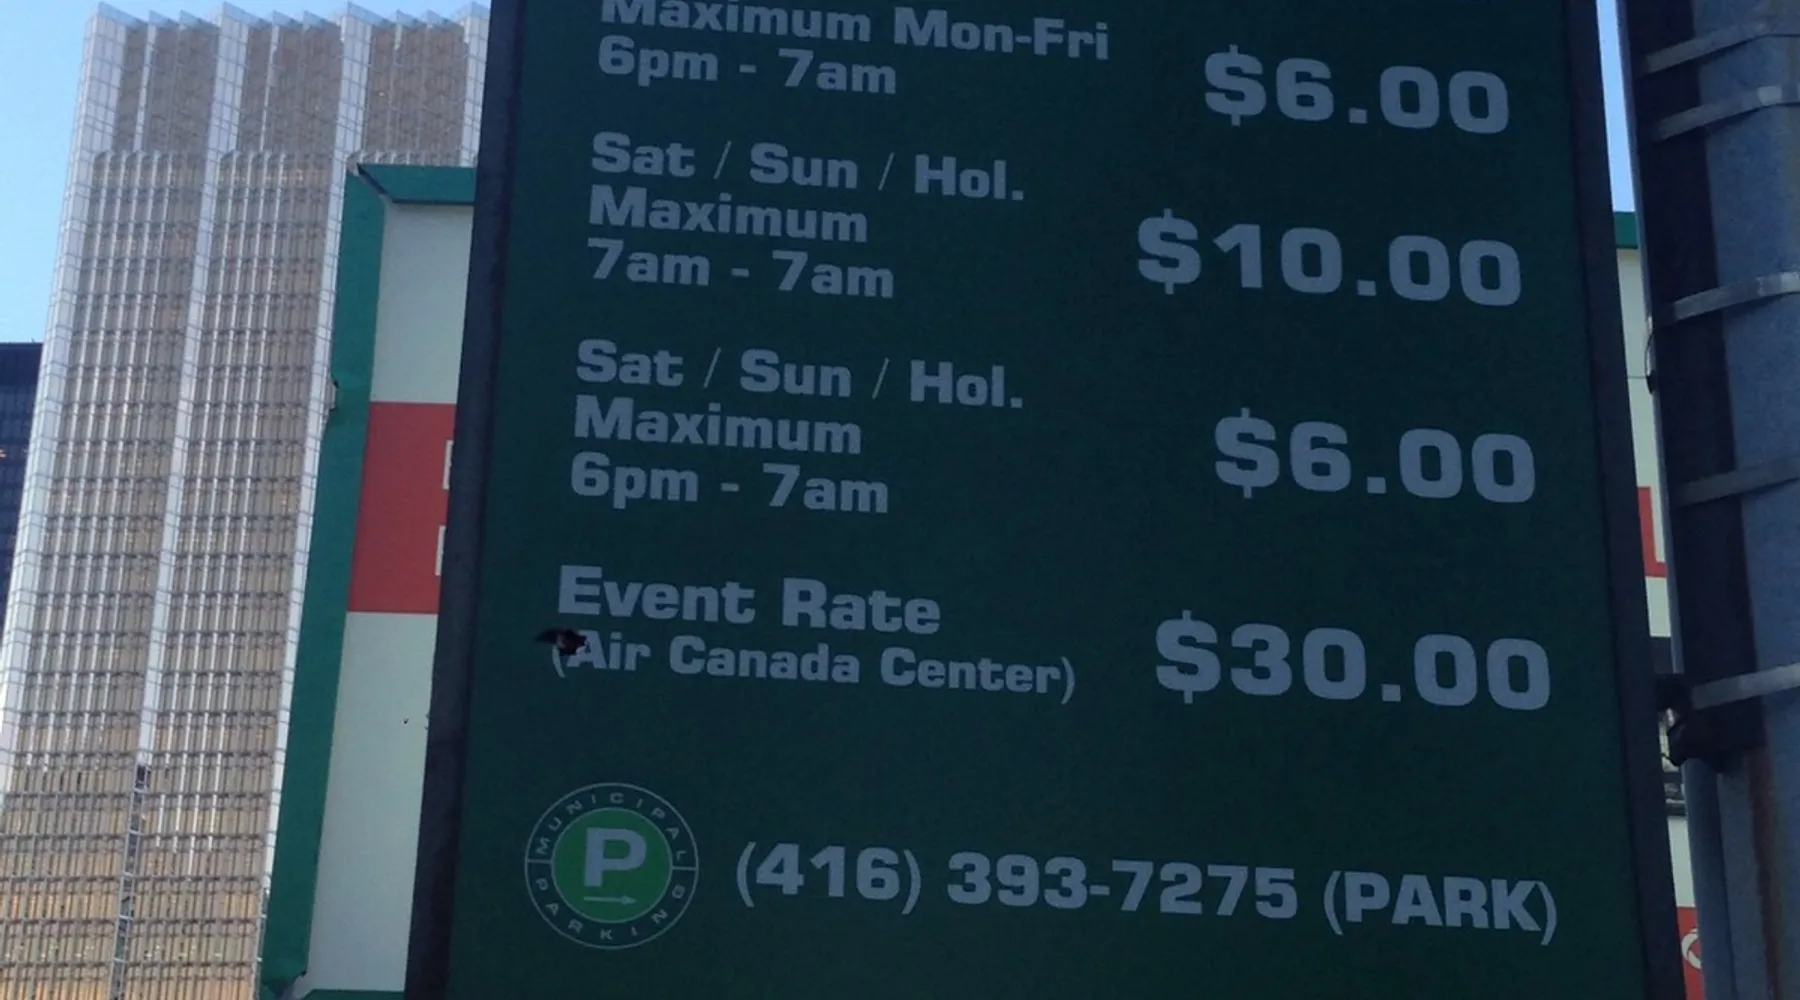 Maximum Mon-Fri
6pm - 7am
$6.00
Sat / Sun / Hol.
Maximum
7am - 7am
$10.00
Sat / Sun / Hol.
Maximum
6pm - 7am
$6.00
Event Rate
(Air Canada Center)
$30.00
MUNICIPAL
P
PARKING
(416) 393-7275 (PARK)